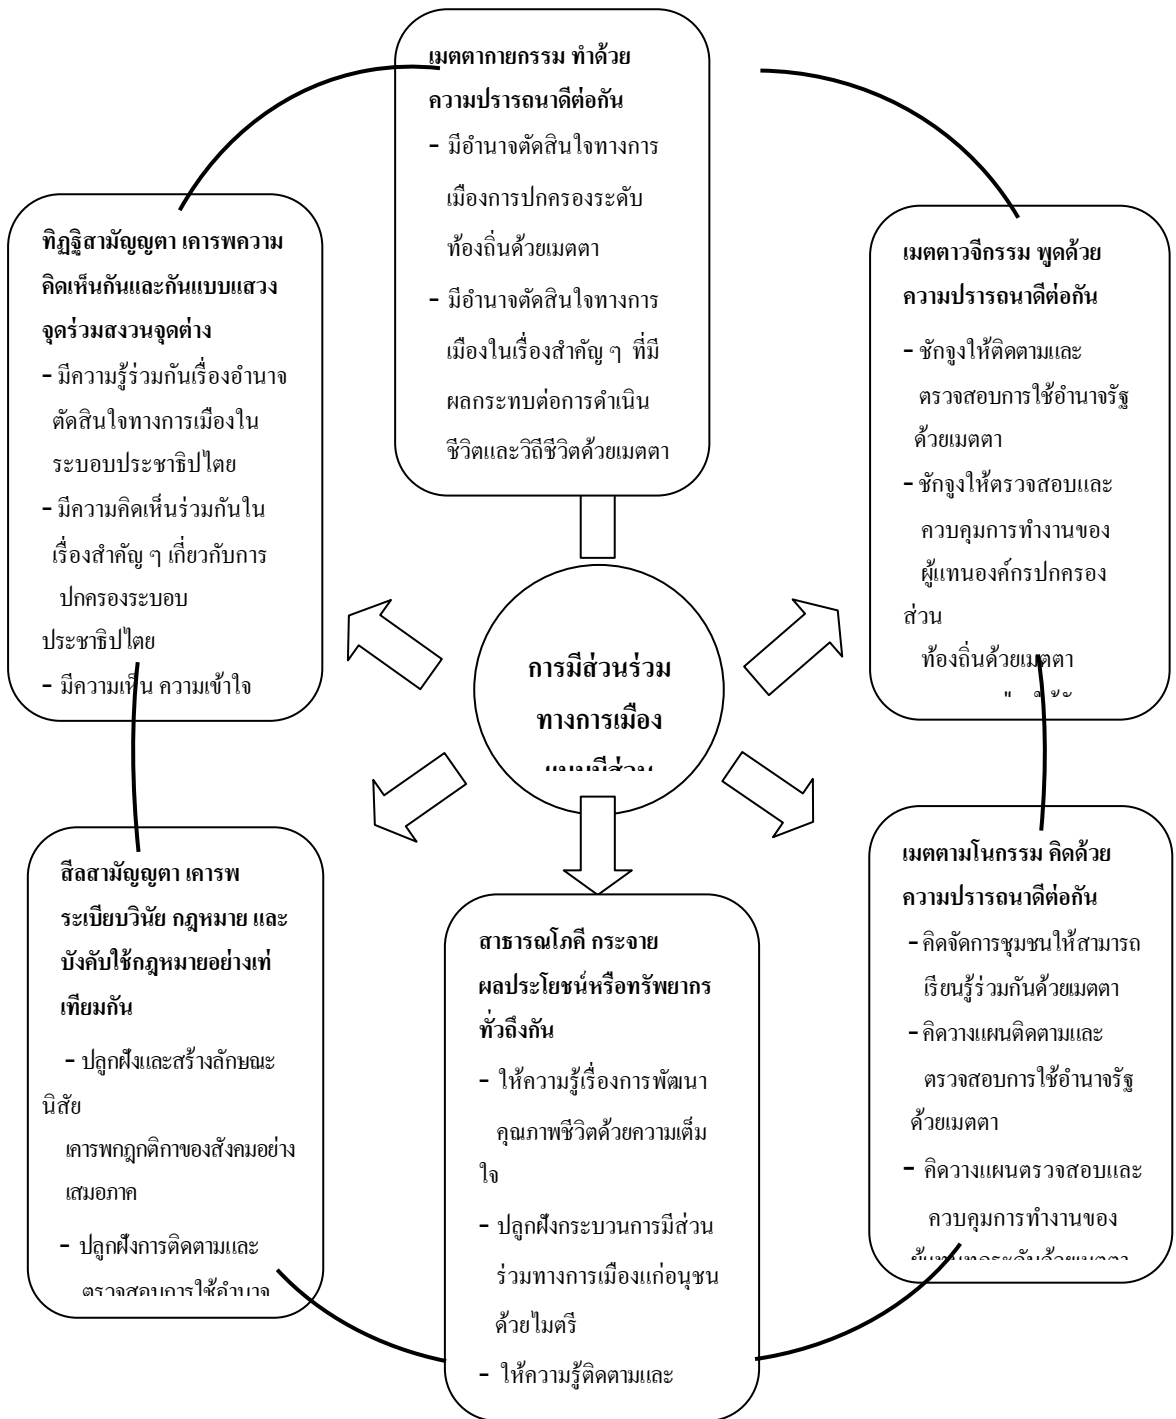 เมตตากายกรรม ทำด้วย
ความปรารถนาดีต่อกัน
- มีอำนาจตัดสินใจทางการ
เมืองการปกครองระดับ
ท้องถิ่นด้วยเมตตา
- มีอำนาจตัดสินใจทางการ
เมืองในเรื่องสำคัญ ๆ ที่มี
ผลกระทบต่อการดำเนิน
ชีวิตและวิถีชีวิตด้วยเมตตา
ทิฏฐิสามัญญตา เคารพความ
คิดเห็นกันและกันแบบแสวง
จุดร่วมสงวนจุดต่าง
- มีความรู้ร่วมกันเรื่องอำนาจ
ตัดสินใจทางการเมืองใน
ระบอบประชาธิปไตย
- มีความคิดเห็นร่วมกันใน
เรื่องสำคัญ ๆ เกี่ยวกับการ
ปกครองระบอบ
ประชาธิปไตย
- มีความเห็น ความเข้าใจ
เมตตาวจีกรรม พูดด้วย
ความปรารถนาดีต่อกัน
- ชักจูงให้ติดตามและ
ตรวจสอบการใช้อำนาจรัฐ
ด้วยเมตตา
- ชักจูงให้ตรวจสอบและ
ควบคุมการทำงานของ
ผู้แทนองค์กรปกครอง
ส่วน
ท้องถิ่นด้วยเมตตา
การมีส่วนร่วม
ทางการเมือง
แบบมีส่วน
สีลสามัญญตา เคารพ
ระเบียบวินัย กฎหมาย และ
บังคับใช้กฎหมายอย่างเท่
เทียมกัน
- ปลูกฝังและสร้างลักษณะ
นิสัย
เคารพกฎกติกาของสังคมอย่าง
เสมอภาค
- ปลูกฝังการติดตามและ
ตรวจสอบการใช้อำนาจ
สาธารณโภคี กระจาย
ผลประโยชน์หรือทรัพยากร
ทั่วถึงกัน
- ให้ความรู้เรื่องการพัฒนา
คุณภาพชีวิตด้วยความเต็ม
ใจ
- ปลูกฝังกระบวนการมีส่วน
ร่วมทางการเมืองแก่อนุชน
ด้วยไมตรี
- ให้ความรู้ติดตามและ
เมตตามโนกรรม คิดด้วย
ความปรารถนาดีต่อกัน
- คิดจัดการชุมชนให้สามารถ
เรียนรู้ร่วมกันด้วยเมตตา
- คิดวางแผนติดตามและ
ตรวจสอบการใช้อำนาจรัฐ
ด้วยเมตตา
- คิดวางแผนตรวจสอบและ
ควบคุมการทำงานของ
ผู้แทนทุกระดับด้วยเมตตา